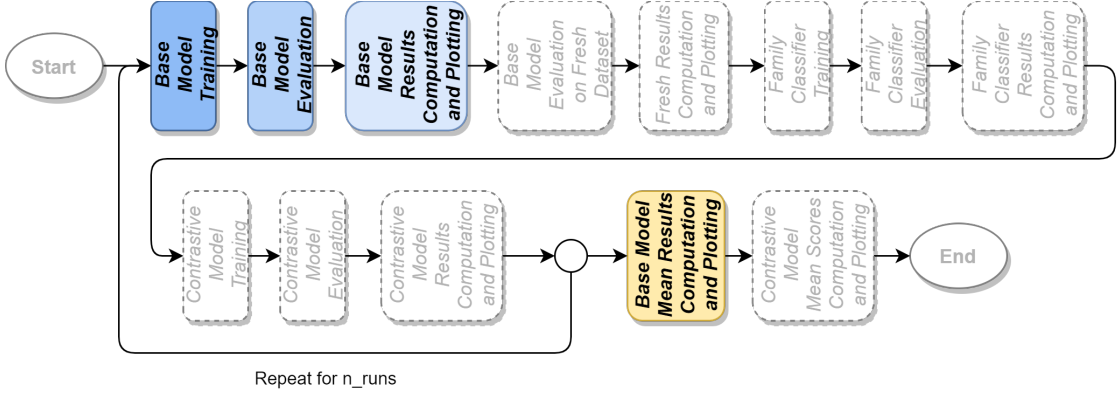 Start
Base
Model
Training
Base
Model
Evaluation
Base
Model
Results
Computation
and Plotting
Base
Model
Evaluation
on Fresh
Dataset
Fresh Results
Computation
and Plotting
Family
Classifier
Training
Family
Classifier
Evaluation
Family
Classifier
Results
Computation
and Plotting
Contrastive
Model
Training
Contrastive
Model
Evaluation
Contrastive
Model
Results
Computation
and Plotting
Base Model
Mean Results
Computation
and Plotting
Contrastive
Model
Mean Scores
Computation
and Plotting
End
Repeat for n_runs